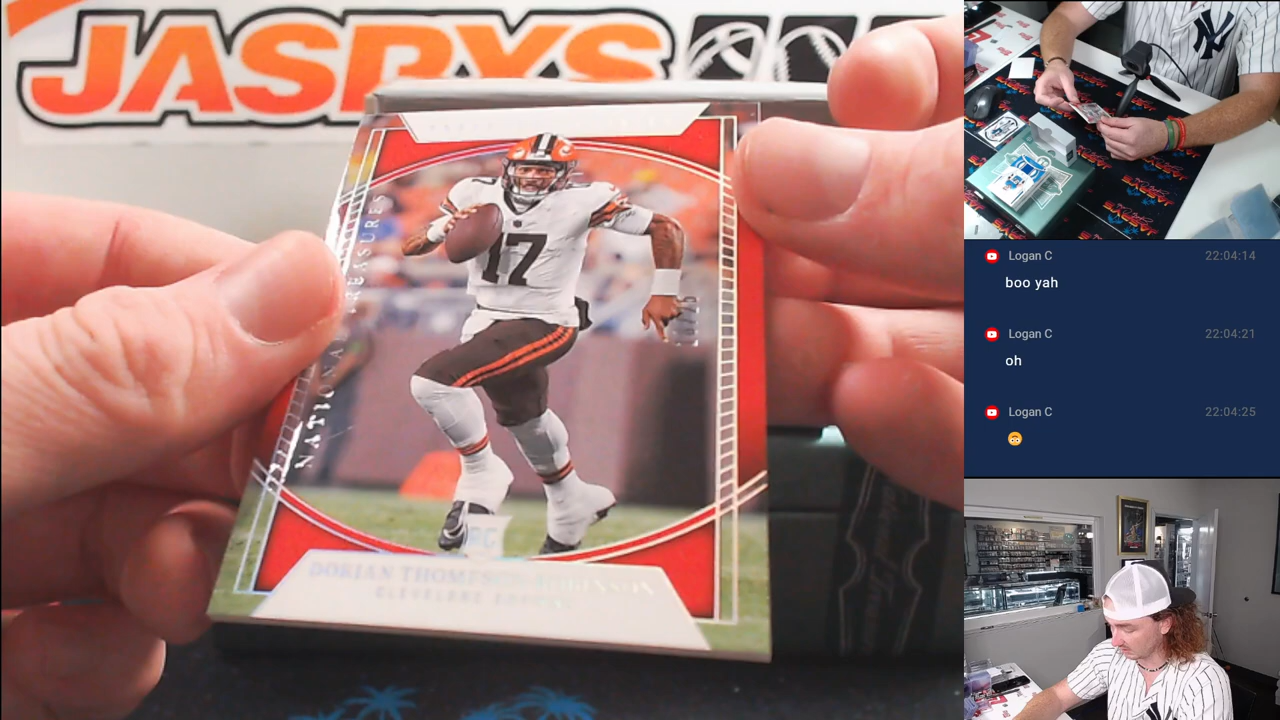 JASPYS
NATIONAL TREASURES
17
RC
DORIAN THOMPSON-ROBINSON
CLEVELAND BROWNS
Logan C 22:04:14
boo yah
Logan C 22:04:21
oh
Logan C 22:04:25